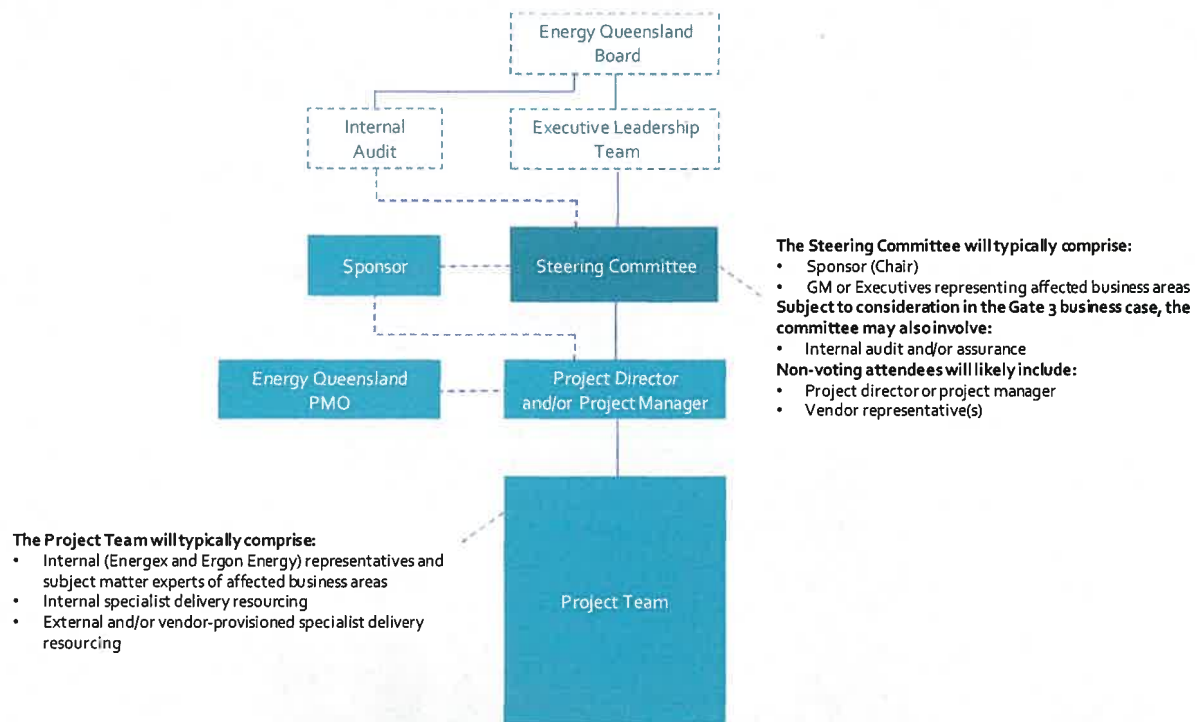 Energy Queensland
Board
Internal
Audit
Executive Leadership
Team
Sponsor
Steering Committee
The Steering Committee will typically comprise:
• Sponsor (Chair)
• GM or Executives representing affected business areas
Subject to consideration in the Gate 3 business case, the
committee may also involve:
• Internal audit and/or assurance
Non-voting attendees will likely include:
• Project director or project manager
• Vendor representative(s)
Energy Queensland
PMO
Project Director
and/or Project Manager
The Project Team will typically comprise:
• Internal (Energex and Ergon Energy) representatives and
subject matter experts of affected business areas
• Internal specialist delivery resourcing
• External and/or vendor-provisioned specialist delivery
resourcing
Project Team